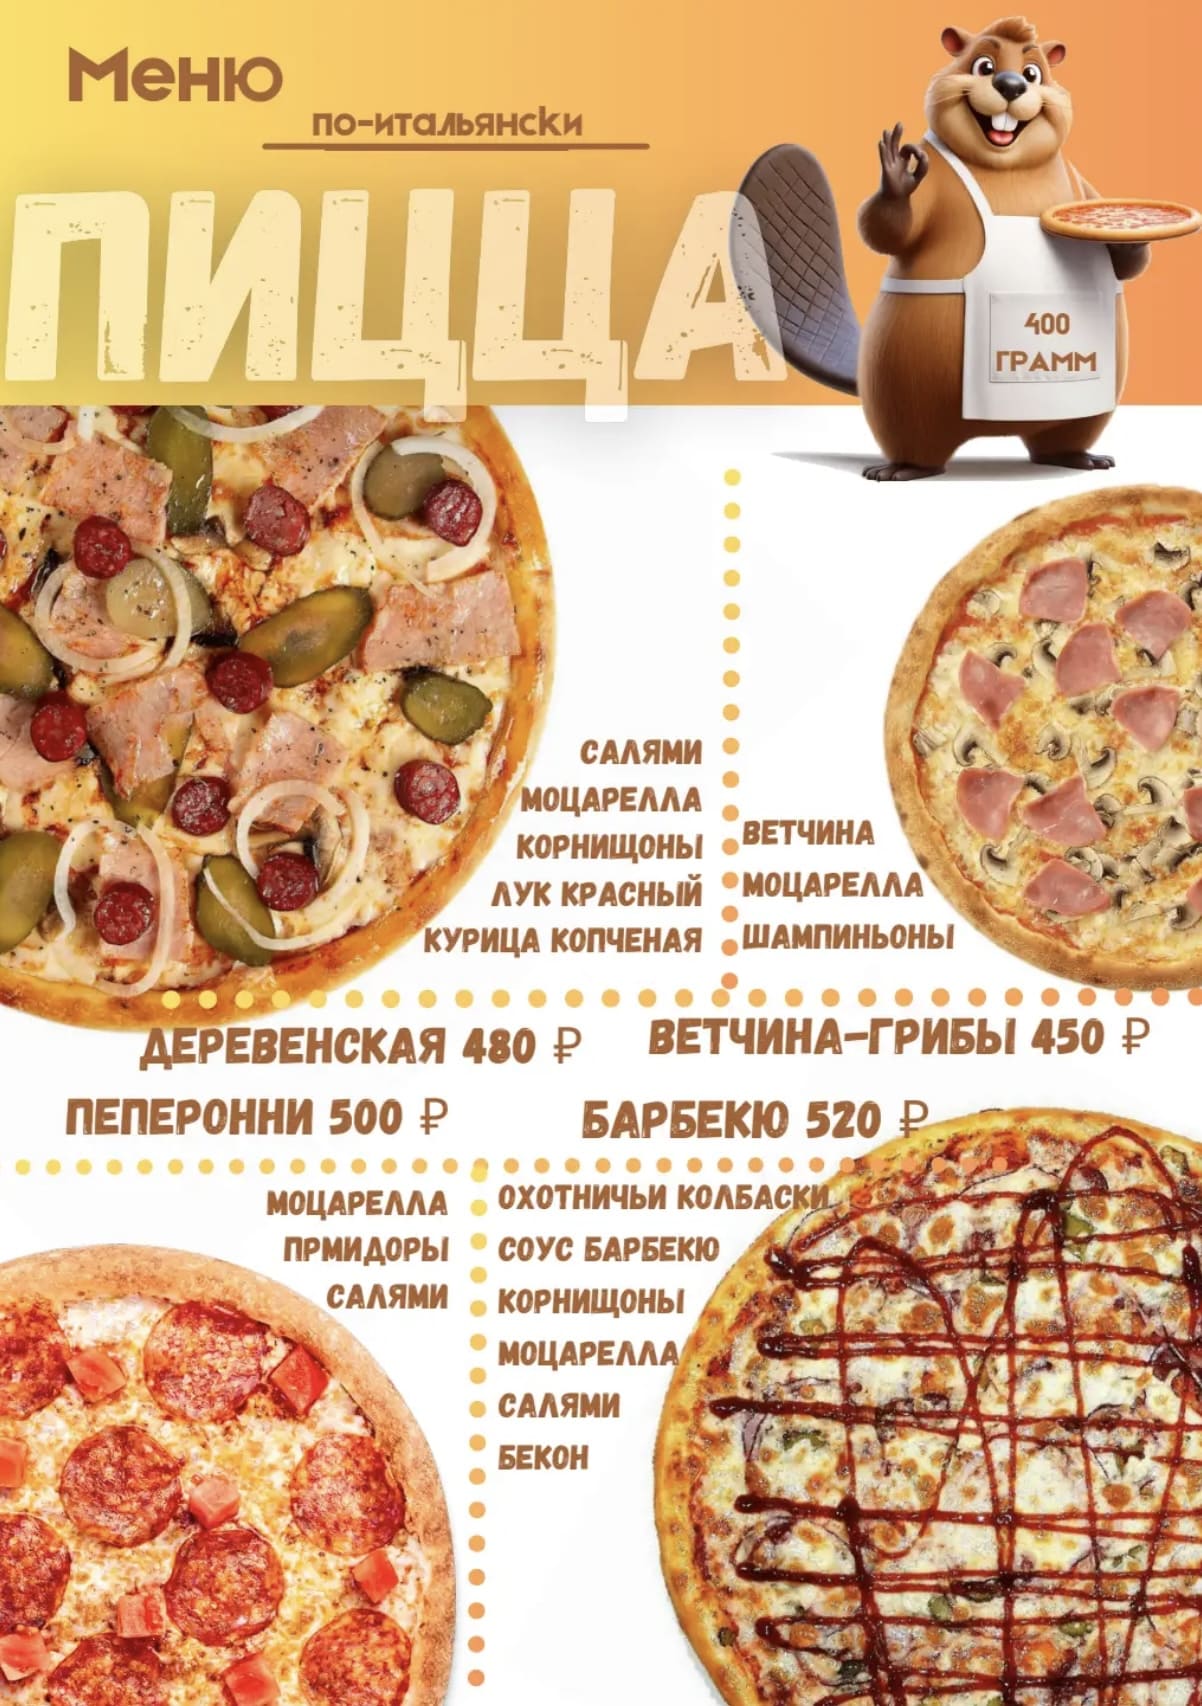 Меню
по-итальянски
ПИЦЦА
400
ГРАММ
САЛЯМИ
МОЦАРЕЛЛА
КОРНИЩОНЫ
ЛУК КРАСНЫЙ
КУРИЦА КОПЧЕНАЯ
ВЕТЧИНА
МОЦАРЕЛЛА
ШАМПИНЬОНЫ
ДЕРЕВЕНСКАЯ 480 ₽
ВЕТЧИНА-ГРИБЫ 450 ₽
ПЕПЕРОННИ 500 ₽
БАРБЕКЮ 520 ₽
МОЦАРЕЛЛА
ПРМИДОРЫ
САЛЯМИ
ОХОТНИЧЬИ КОЛБАСКИ
СОУС БАРБЕКЮ
КОРНИЩОНЫ
МОЦАРЕЛЛА
САЛЯМИ
БЕКОН